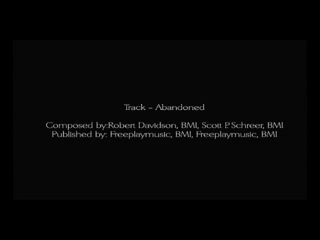 Track - Abandoned
Composed by:Robert Davidson, BMI, Scott P. Schreer, BMI
Published by: Freeplaymusic, BMI, Freeplaymusic, BMI